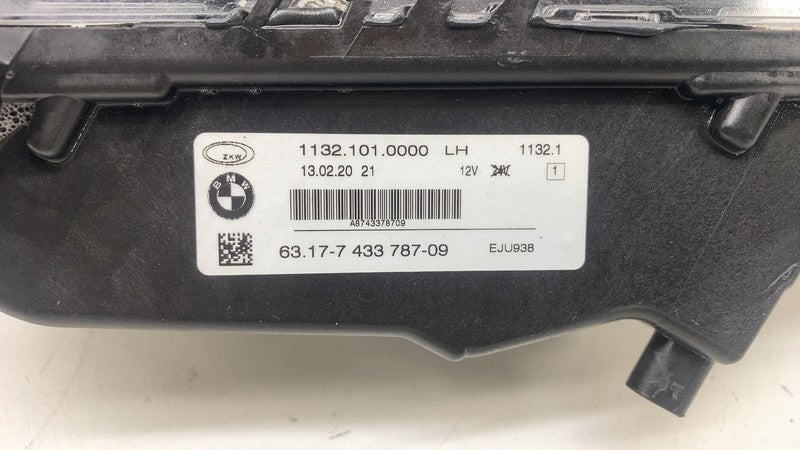 ZKW
1132.101.0000 LH 1132.1
13.02.20 21 12V 24V 1
BMW
A8743378709
63.17-7 433 787-09 EJU938